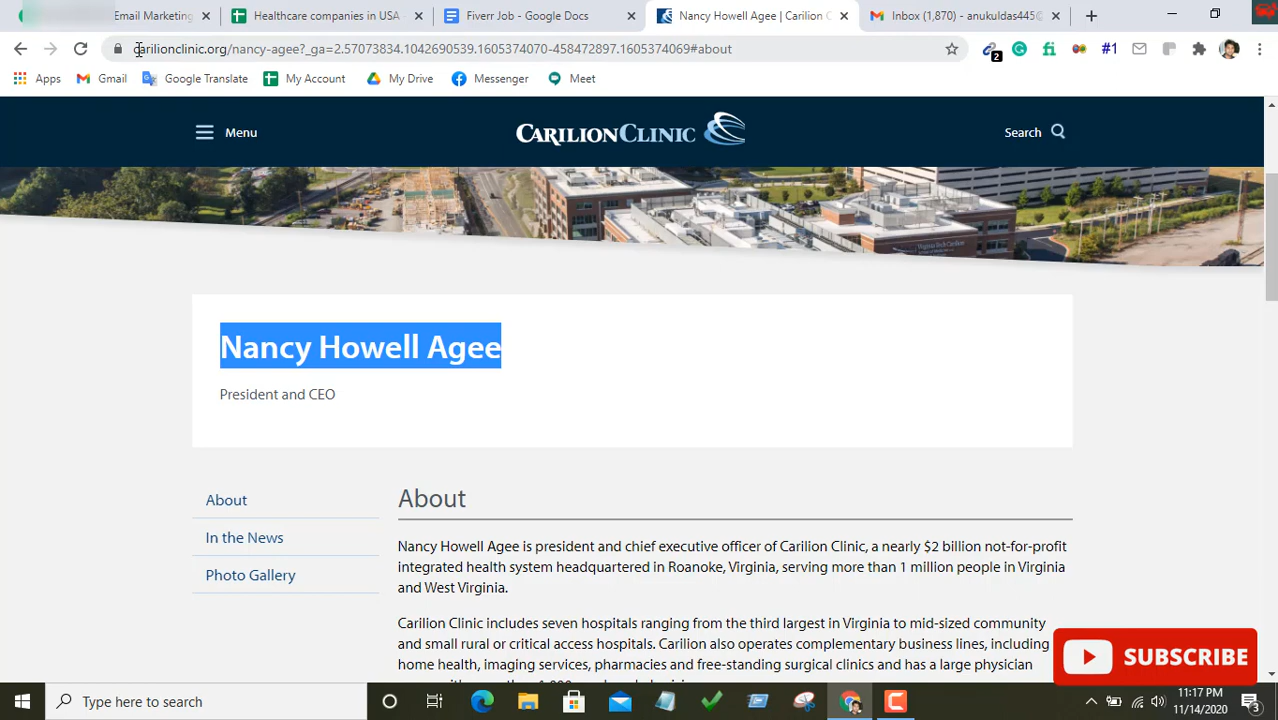 Email Marketing
Healthcare companies in USA
Fiverr Job - Google Docs
Nancy Howell Agee | Carilion C
Inbox (1,870) - anukulhas445@
carilionclinic.org/nancy-agee?_ga=2.57073834.1042690539.1605374070-458472897.1605374069#about
2
#1
Apps
Gmail
Google Translate
My Account
My Drive
Messenger
Meet
Menu
CARILIONCLINIC
Search
Nancy Howell Agee
President and CEO
About
In the News
Photo Gallery
About
Nancy Howell Agee is president and chief executive officer of Carilion Clinic, a nearly $2 billion not-for-profit
integrated health system headquartered in Roanoke, Virginia, serving more than 1 million people in Virginia
and West Virginia.
Carilion Clinic includes seven hospitals ranging from the third largest in Virginia to mid-sized community
and small rural or critical access hospitals. Carilion also operates complementary business lines, including
home health, imaging services, pharmacies and free-standing surgical clinics and has a large physician
SUBSCRIBE
Type here to search
11:17 PM
11/14/2020
3